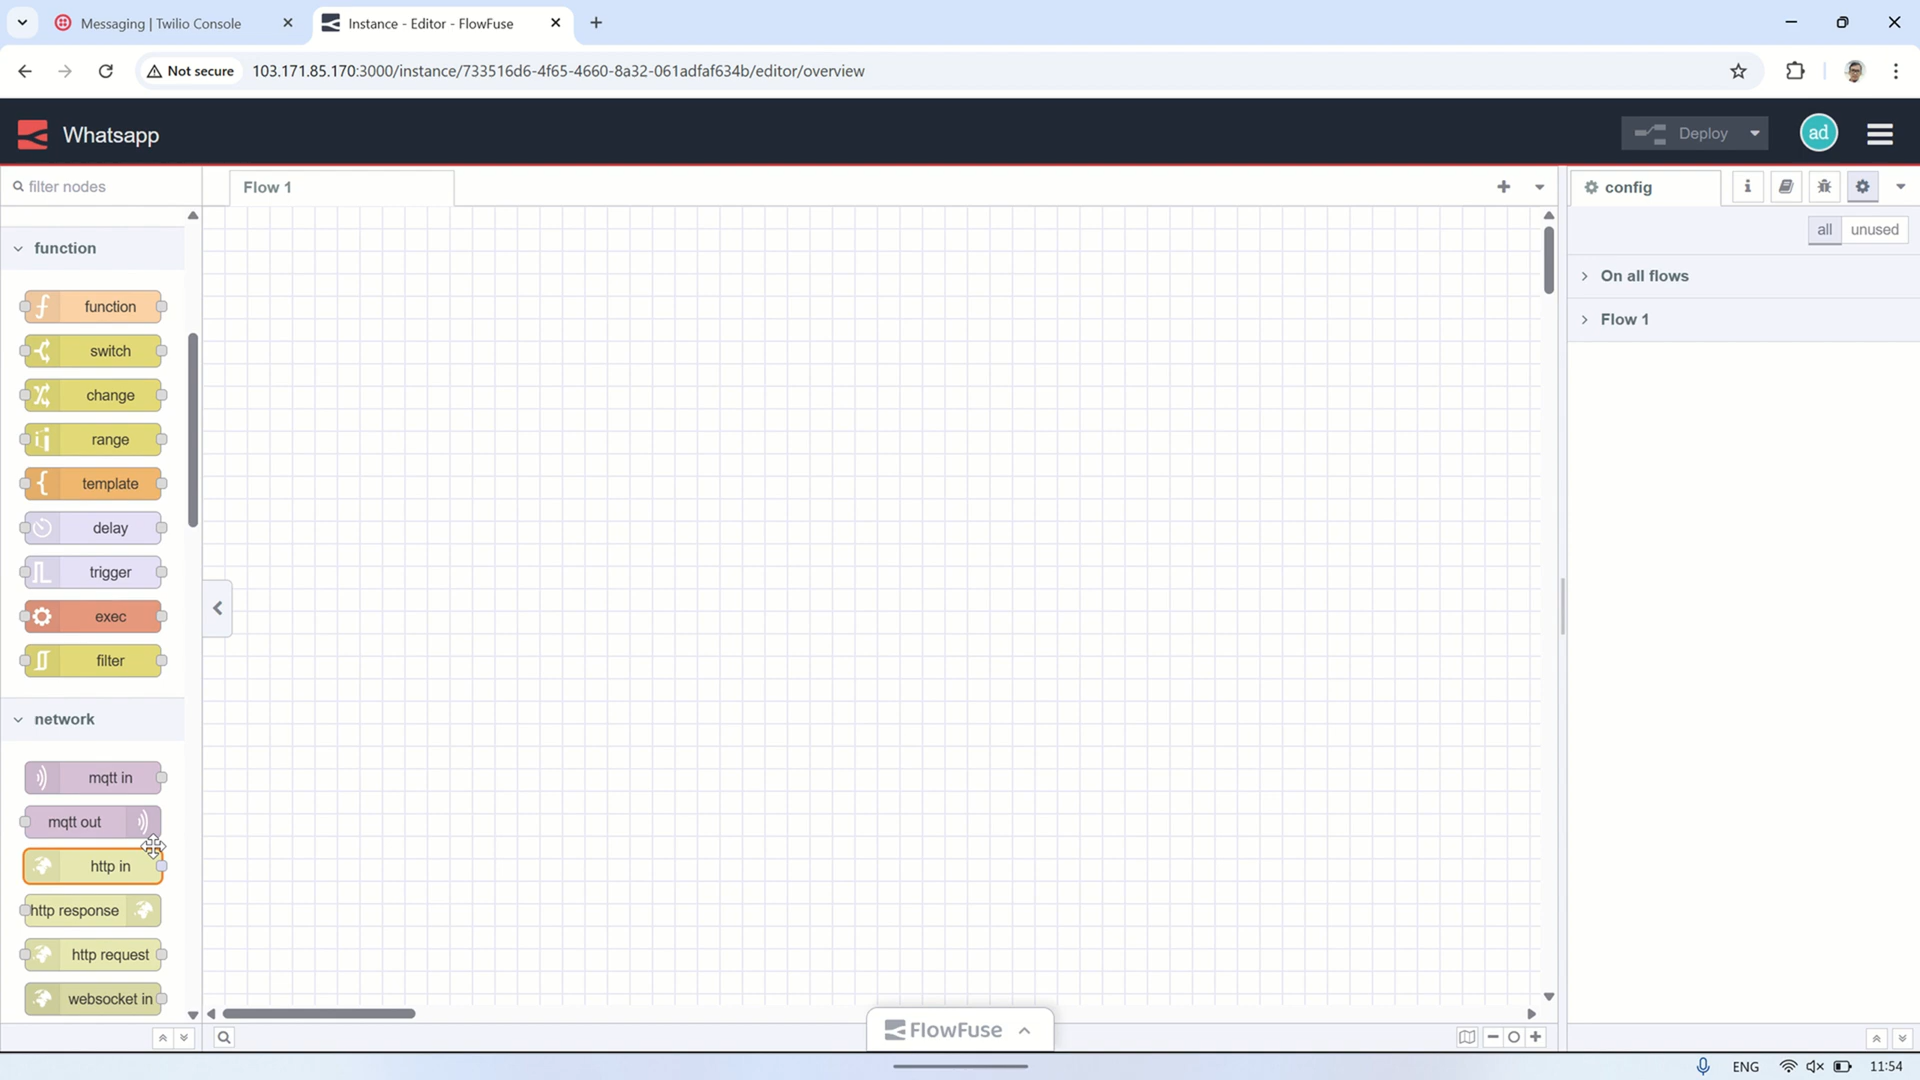 Messaging | Twilio Console
Instance - Editor - FlowFuse
Not secure
103.171.85.170:3000/instance/733516d6-4f65-4660-8a32-061adfaf634b/editor/overview
Whatsapp
Deploy
ad
filter nodes
Flow 1
config
all
unused
On all flows
Flow 1
function
function
switch
change
range
template
delay
trigger
exec
filter
network
mqtt in
mqtt out
http in
http response
http request
websocket in
FlowFuse
ENG
11:54